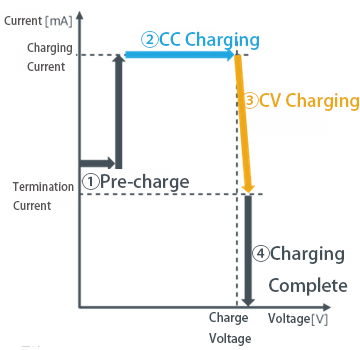 Current [mA]
②CC Charging
Charging
Current
③CV Charging
①Pre-charge
Termination
Current
④Charging
Complete
Charge
Voltage
Voltage[V]